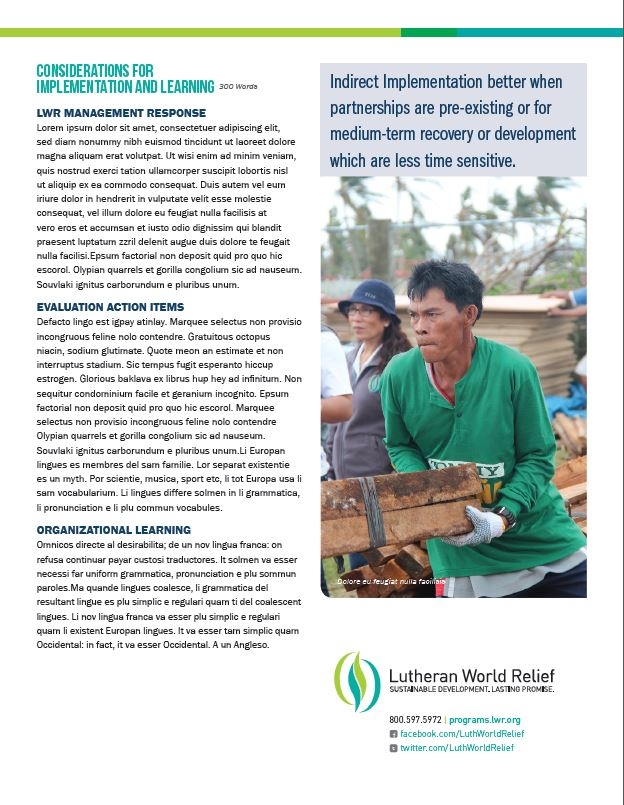 CONSIDERATIONS FOR
IMPLEMENTATION AND LEARNING 300 Words
LWR MANAGEMENT RESPONSE
Lorem ipsum dolor sit amet, consectetuer adipiscing elit,
sed diam nonummy nibh euismod tincidunt ut laoreet dolore
magna aliquam erat volutpat. Ut wisi enim ad minim veniam,
quis nostrud exerci tation ullamcorper suscipit lobortis nisl
ut aliquip ex ea commodo consequat. Duis autem vel eum
iriure dolor in hendrerit in vulputate velit esse molestie
consequat, vel illum dolore eu feugiat nulla facilisis at
vero eros et accumsan et iusto odio dignissim qui blandit
praesent luptatum zzril delenit augue duis dolore te feugait
nulla facilisi.Epsum factorial non deposit quid pro quo hic
escorol. Olypian quarrels et gorilla congolium sic ad nauseum.
Souvlaki ignitus carborundum e pluribus unum.
EVALUATION ACTION ITEMS
Defacto lingo est igpay atinlay. Marquee selectus non provisio
incongruous feline nolo contendre. Gratuitous octopus
niacin, sodium glutimate. Quote meon an estimate et non
interruptus stadium. Sic tempus fugit esperanto hiccup
estrogen. Glorious baklava ex librus hup hey ad infinitum. Non
sequitur condominium facile et geranium incognito. Epsum
factorial non deposit quid pro quo hic escorol. Marquee
selectus non provisio incongruous feline nolo contendre
Olypian quarrels et gorilla congolium sic ad nauseum.
Souvlaki ignitus carborundum e pluribus unum.Li Europan
lingues es membres del sam familie. Lor separat existentie
es un myth. Por scientie, musica, sport etc, li tot Europa usa li
sam vocabularium. Li lingues differe solmen in li grammatica,
li pronunciation e li plu commun vocabules.
ORGANIZATIONAL LEARNING
Omnicos directe al desirabilita; de un nov lingua franca: on
refusa continuar payar custosi traductores. It solmen va esser
necessi far uniform grammatica, pronunciation e plu sommun
paroles.Ma quande lingues coalesce, li grammatica del
resultant lingue es plu simplic e regulari quam ti del coalescent
lingues. Li nov lingua franca va esser plu simplic e regulari
quam li existent Europan lingues. It va esser tam simplic quam
Occidental: in fact, it va esser Occidental. A un Angleso.
Indirect Implementation better when
partnerships are pre-existing or for
medium-term recovery or development
which are less time sensitive.
Dolore eu feugiat nulla facilisis
Lutheran World Relief
SUSTAINABLE DEVELOPMENT. LASTING PROMISE.
800.597.5972 | programs.lwr.org
facebook.com/LuthWorldRelief
twitter.com/LuthWorldRelief